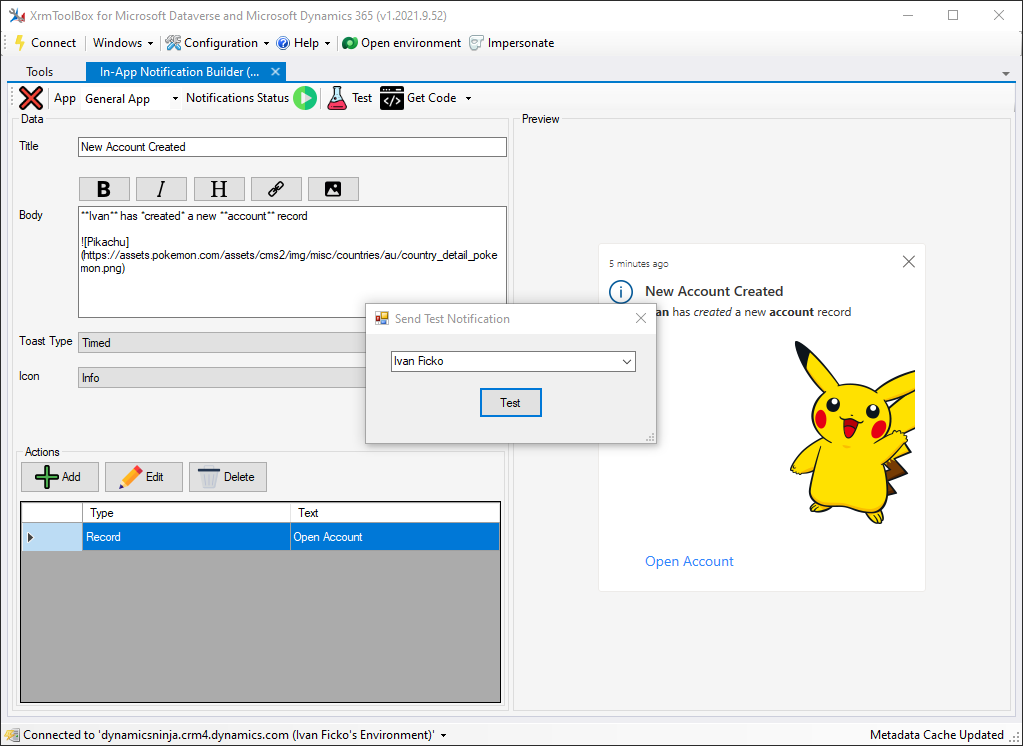 XrmToolBox for Microsoft Dataverse and Microsoft Dynamics 365 (v1.2021.9.52)
Connect Windows Configuration Help Open environment Impersonate
Tools In-App Notification Builder (...
App General App Notifications Status Test Get Code
Data
Title New Account Created
B I H
Body
**Ivan** has *created* a new **account** record
![Pikachu]
(https://assets.pokemon.com/assets/cms2/img/misc/countries/au/country_detail_poke
mon.png)
Toast Type Timed
Icon Info
Actions
Add Edit Delete
Type Text
Record Open Account
Send Test Notification
Ivan Ficko
Test
Preview
5 minutes ago
New Account Created
has created a new account record
Open Account
Connected to 'dynamicsninja.crm4.dynamics.com (Ivan Ficko's Environment)'
Metadata Cache Updated